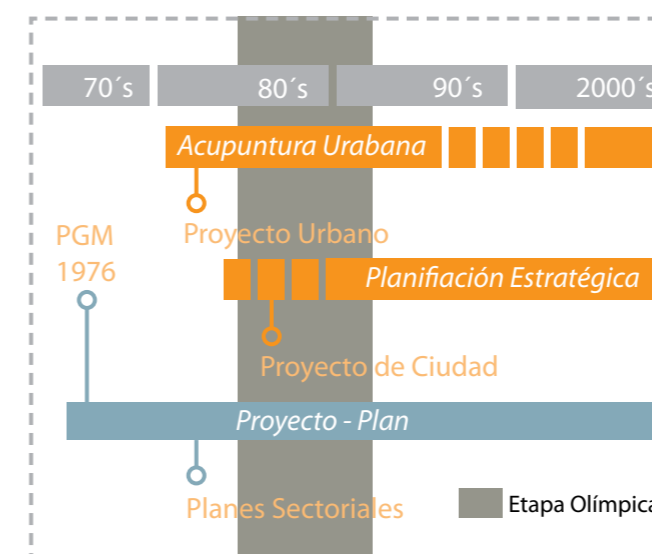 70´s 80´s 90´s 2000´s
Acupuntura Urabana
Proyecto Urbano
PGM
1976
Planifiación Estratégica
Proyecto de Ciudad
Proyecto - Plan
Planes Sectoriales
Etapa Olímpica